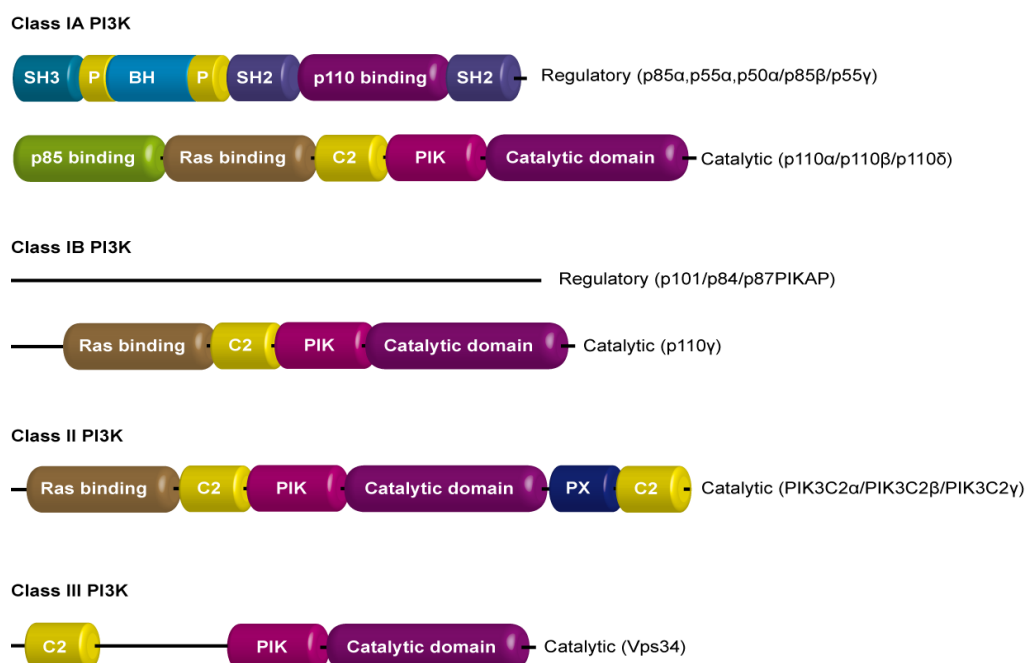 Class IA PI3K
SH3 P BH P SH2 p110 binding SH2 Regulatory (p85α,p55α,p50α/p85β/p55γ)
p85 binding Ras binding C2 PIK Catalytic domain Catalytic (p110α/p110β/p110δ)
Class IB PI3K
Regulatory (p101/p84/p87PIKAP)
Ras binding C2 PIK Catalytic domain Catalytic (p110γ)
Class II PI3K
Ras binding C2 PIK Catalytic domain PX C2 Catalytic (PIK3C2α/PIK3C2β/PIK3C2γ)
Class III PI3K
C2 PIK Catalytic domain Catalytic (Vps34)